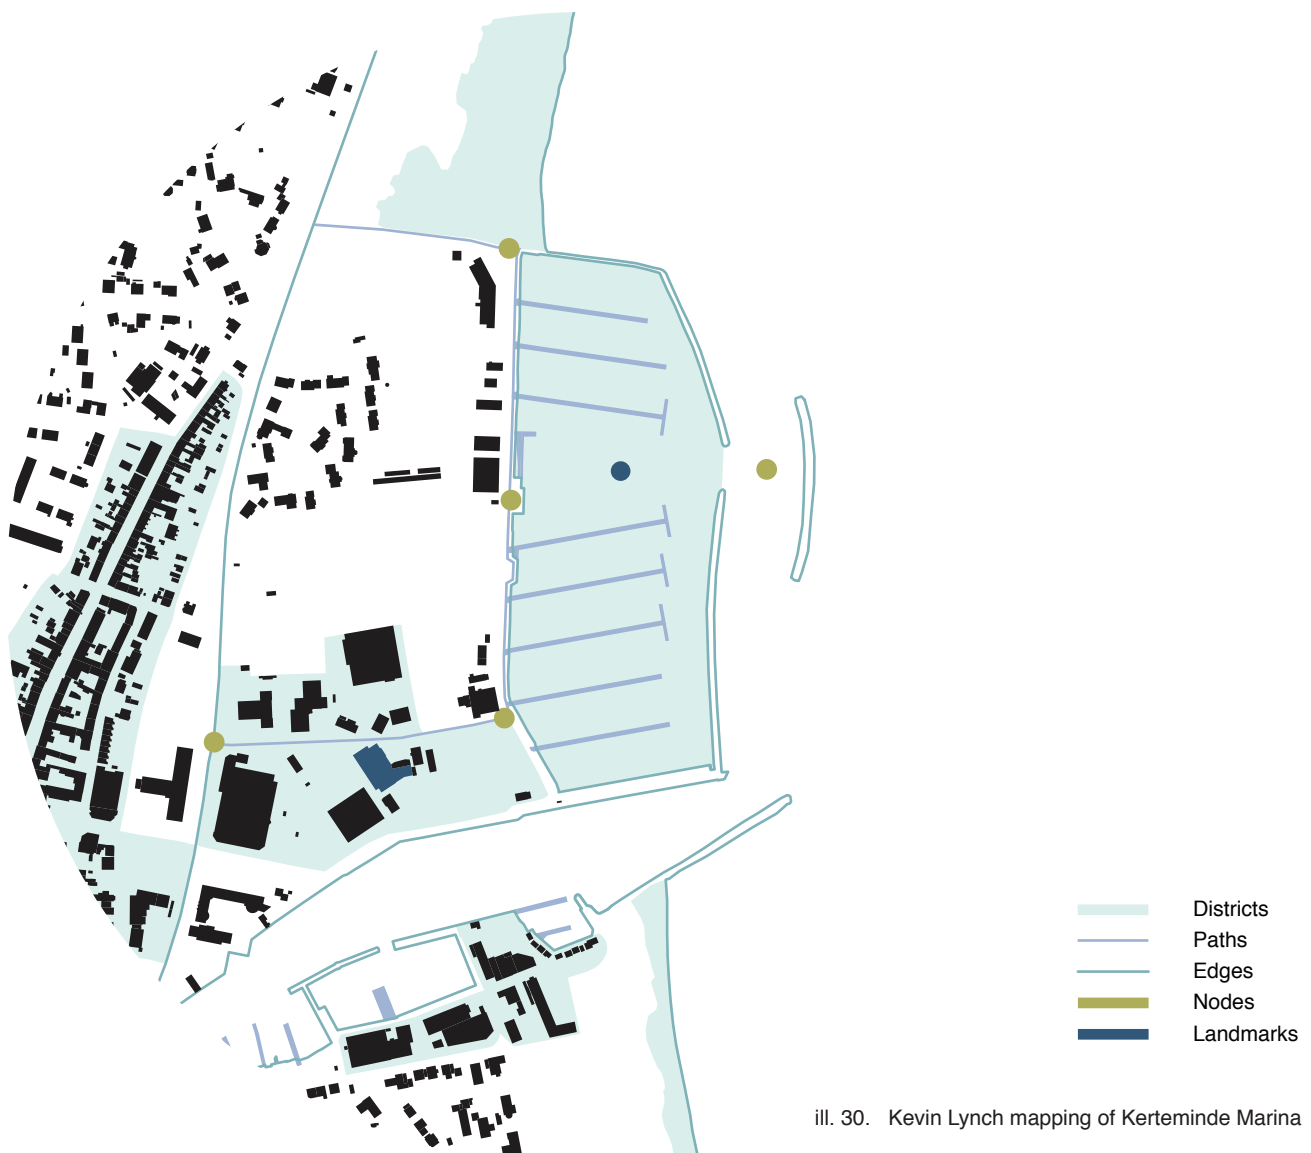 Districts
Paths
Edges
Nodes
Landmarks
ill. 30. Kevin Lynch mapping of Kerteminde Marina